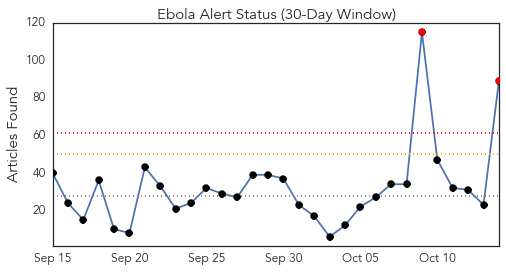 Ebola Alert Status (30-Day Window)
Articles Found
120
100
80
60
40
20
Sep 15 Sep 20 Sep 25 Sep 30 Oct 05 Oct 10